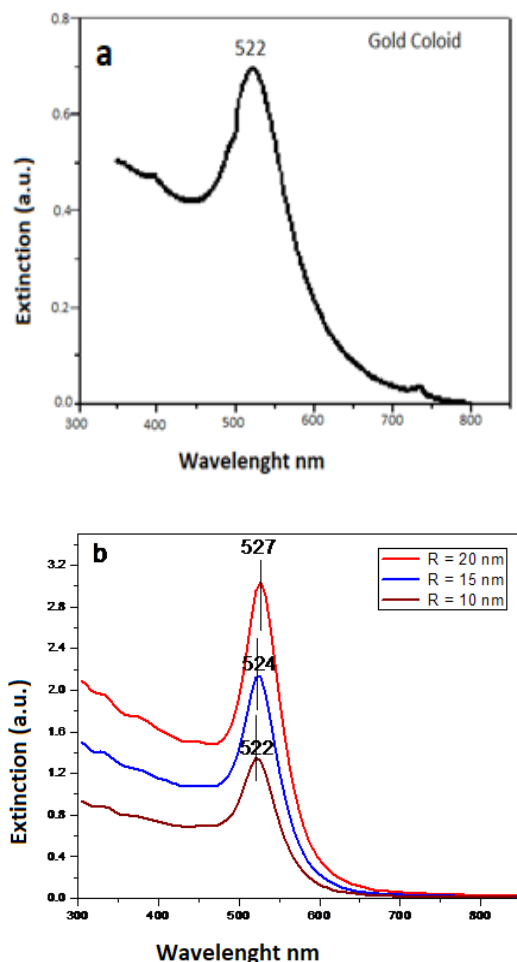 a
Gold Coloid
522
0.8
0.6
0.4
0.2
0.0
300 400 500 600 700 800
Extinction (a.u.)
Wavelenght nm
b
527
524
522
R = 20 nm
R = 15 nm
R = 10 nm
3.2
2.8
2.4
2.0
1.6
1.2
0.8
0.4
0.0
300 400 500 600 700 800
Extinction (a.u.)
Wavelenght nm